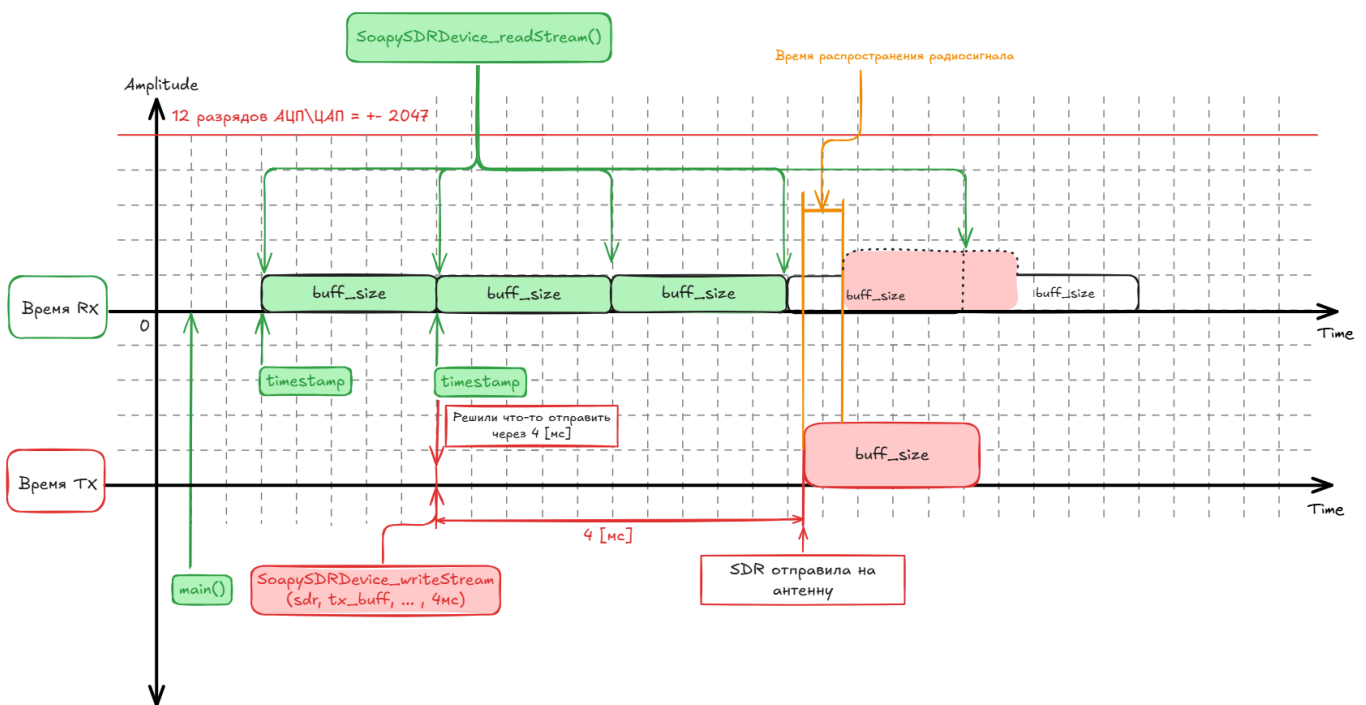 SoapySDRDevice_readStream()
Время распространения радиосигнала
Amplitude
12 разрядов АЦП\ЦАП = +- 2047
Время RX
buff_size
buff_size
buff_size
buff_size
buff_size
0
Time
timestamp
timestamp
Решили что-то отправить
через 4 [мс]
Время TX
buff_size
Time
4 [мс]
main()
SoapySDRDevice_writeStream
(sdr, tx_buff, ... , 4мс)
SDR отправила на
антенну